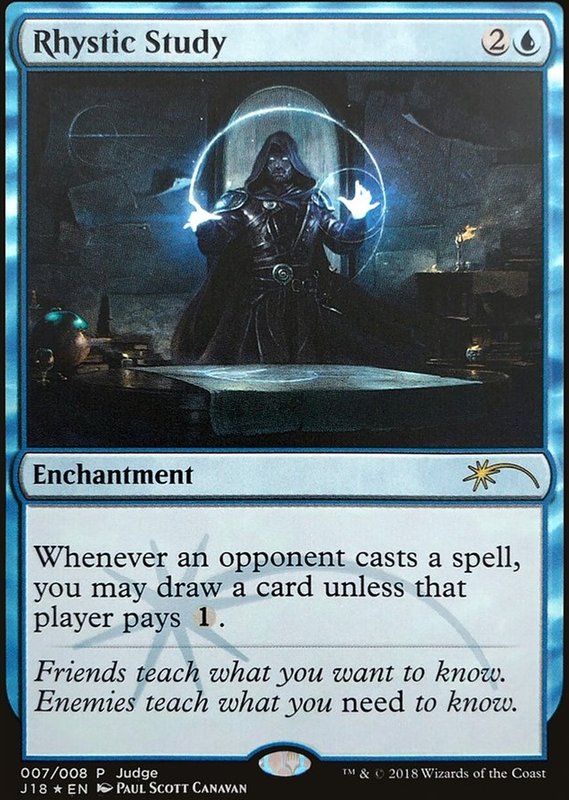 Rhystic Study 2
Enchantment
Whenever an opponent casts a spell,
you may draw a card unless that
player pays 1.
Friends teach what you want to know.
Enemies teach what you need to know.
007/008 P Judge
J18 ★ EN Paul Scott Canavan
™ & © 2018 Wizards of the Coast